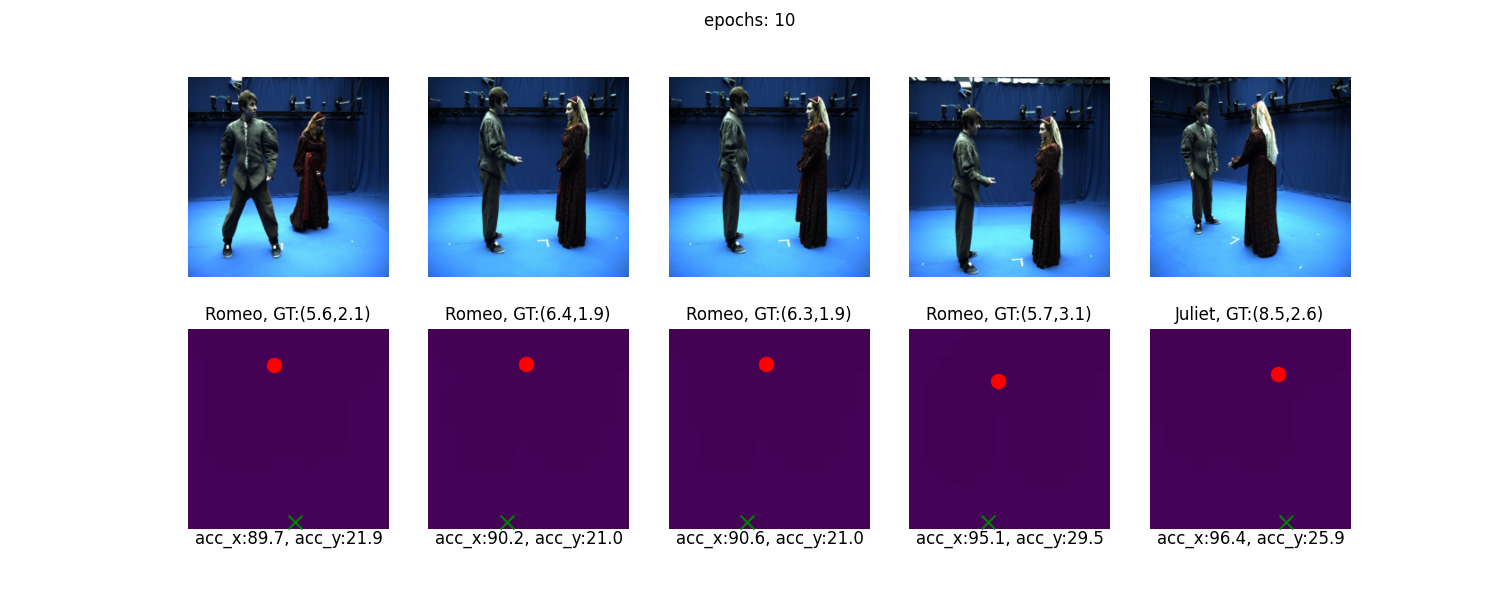 epochs: 10
Romeo, GT:(5.6,2.1)
Romeo, GT:(6.4,1.9)
Romeo, GT:(6.3,1.9)
Romeo, GT:(5.7,3.1)
Juliet, GT:(8.5,2.6)
acc_x:89.7, acc_y:21.9
acc_x:90.2, acc_y:21.0
acc_x:90.6, acc_y:21.0
acc_x:95.1, acc_y:29.5
acc_x:96.4, acc_y:25.9